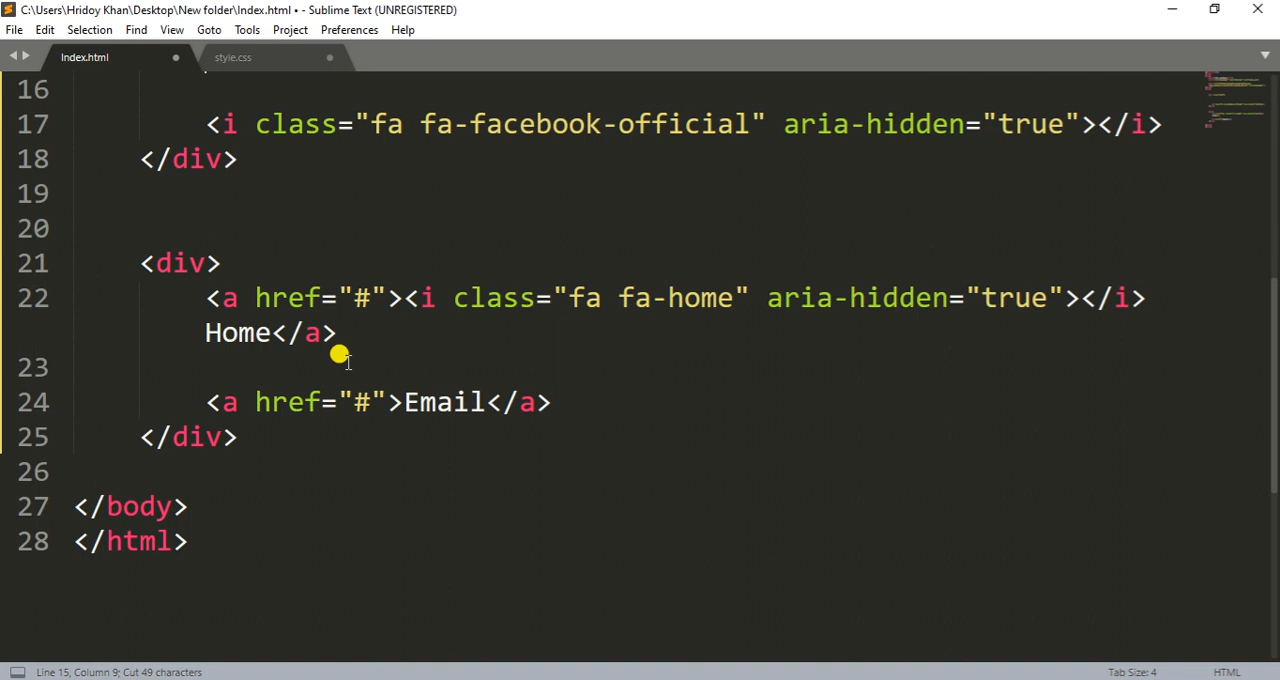 C:\Users\Hridoy Khan\Desktop\New folder\Index.html • - Sublime Text (UNREGISTERED)
File Edit Selection Find View Goto Tools Project Preferences Help
Index.html style.css
16
17 <i class="fa fa-facebook-official" aria-hidden="true"></i>
18 </div>
19
20
21 <div>
22 <a href="#"><i class="fa fa-home" aria-hidden="true"></i>
Home</a>
23
24 <a href="#">Email</a>
25 </div>
26
27 </body>
28 </html>
Line 15, Column 9; Cut 49 characters Tab Size: 4 HTML